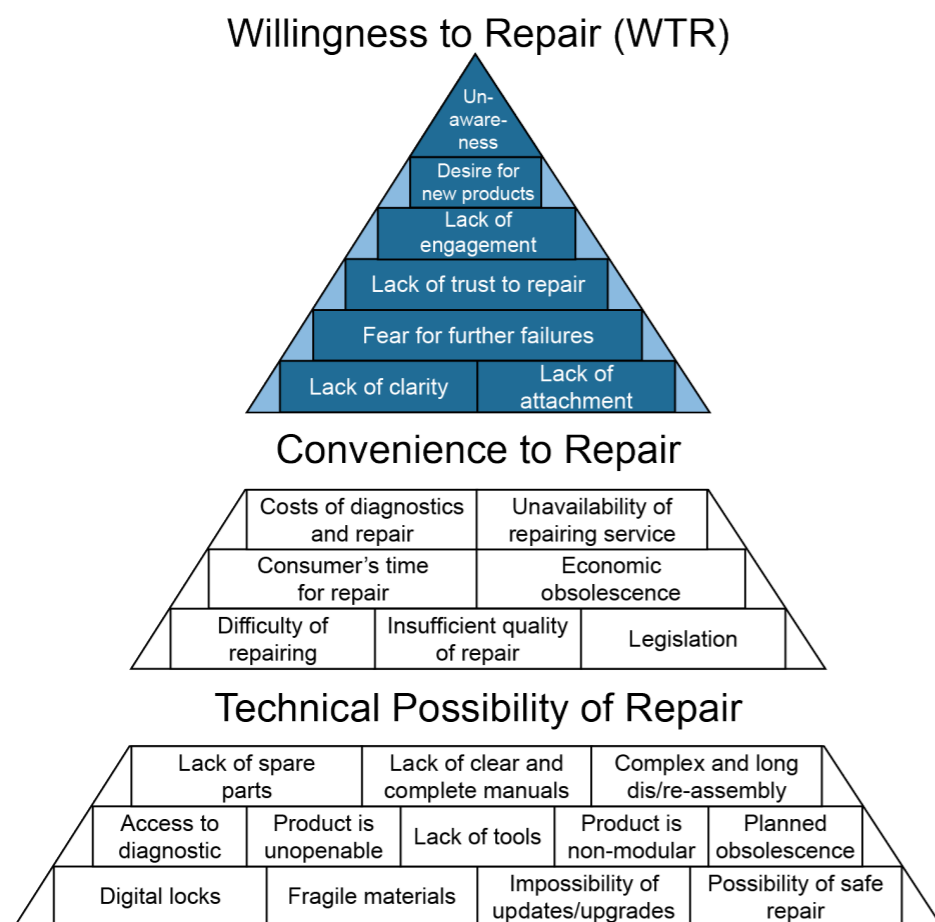 Willingness to Repair (WTR)
Un-
aware-
ness
Desire for
new products
Lack of
engagement
Lack of trust to repair
Fear for further failures
Lack of clarity
Lack of
attachment
Convenience to Repair
Costs of diagnostics
and repair
Unavailability of
repairing service
Consumer’s time
for repair
Economic
obsolescence
Difficulty of
repairing
Insufficient quality
of repair
Legislation
Technical Possibility of Repair
Lack of spare
parts
Lack of clear and
complete manuals
Complex and long
dis/re-assembly
Access to
diagnostic
Product is
unopenable
Lack of tools
Product is
non-modular
Planned
obsolescence
Digital locks
Fragile materials
Impossibility of
updates/upgrades
Possibility of safe
repair